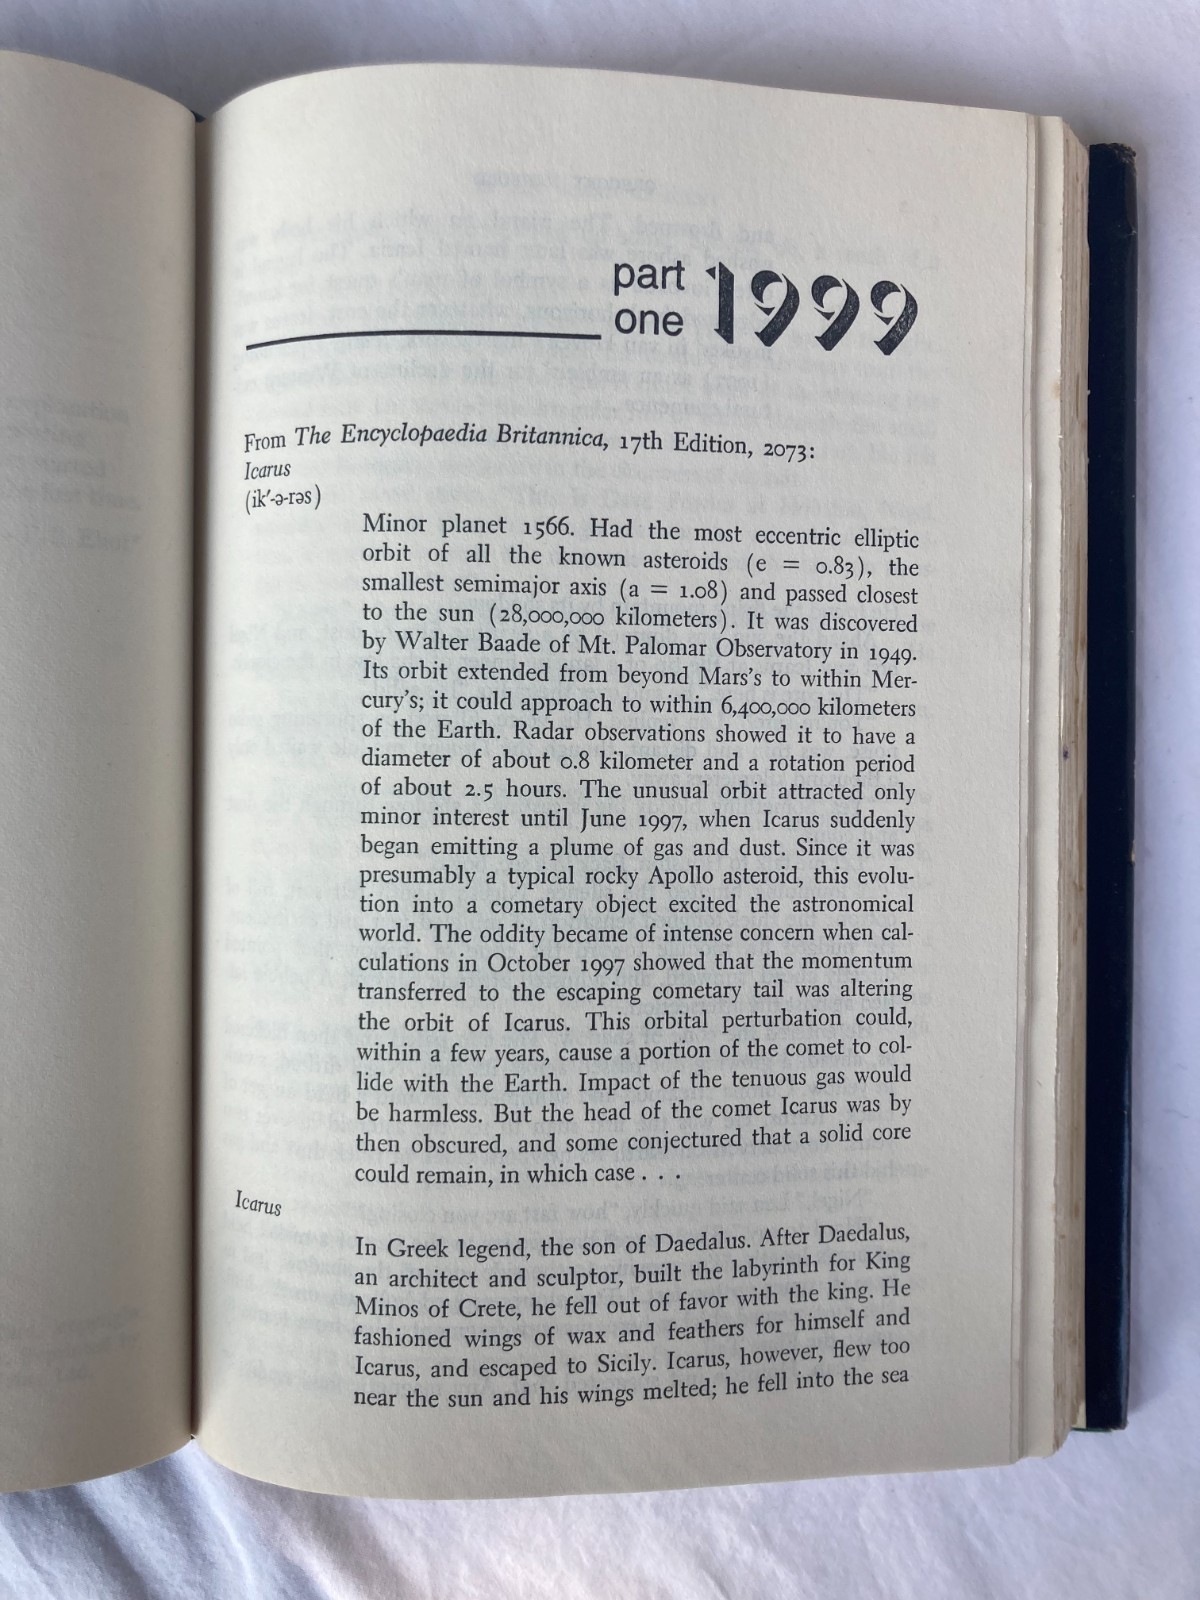 part
one 1999
From The Encyclopaedia Britannica, 17th Edition, 2073:
Icarus
(ik′-ə-rəs)
Minor planet 1566. Had the most eccentric elliptic
orbit of all the known asteroids (e = 0.83), the
smallest semimajor axis (a = 1.08) and passed closest
to the sun (28,000,000 kilometers). It was discovered
by Walter Baade of Mt. Palomar Observatory in 1949.
Its orbit extended from beyond Mars's to within Mer-
cury's; it could approach to within 6,400,000 kilometers
of the Earth. Radar observations showed it to have a
diameter of about 0.8 kilometer and a rotation period
of about 2.5 hours. The unusual orbit attracted only
minor interest until June 1997, when Icarus suddenly
began emitting a plume of gas and dust. Since it was
presumably a typical rocky Apollo asteroid, this evolu-
tion into a cometary object excited the astronomical
world. The oddity became of intense concern when cal-
culations in October 1997 showed that the momentum
transferred to the escaping cometary tail was altering
the orbit of Icarus. This orbital perturbation could,
within a few years, cause a portion of the comet to col-
lide with the Earth. Impact of the tenuous gas would
be harmless. But the head of the comet Icarus was by
then obscured, and some conjectured that a solid core
could remain, in which case . . .
Icarus
In Greek legend, the son of Daedalus. After Daedalus,
an architect and sculptor, built the labyrinth for King
Minos of Crete, he fell out of favor with the king. He
fashioned wings of wax and feathers for himself and
Icarus, and escaped to Sicily. Icarus, however, flew too
near the sun and his wings melted; he fell into the sea